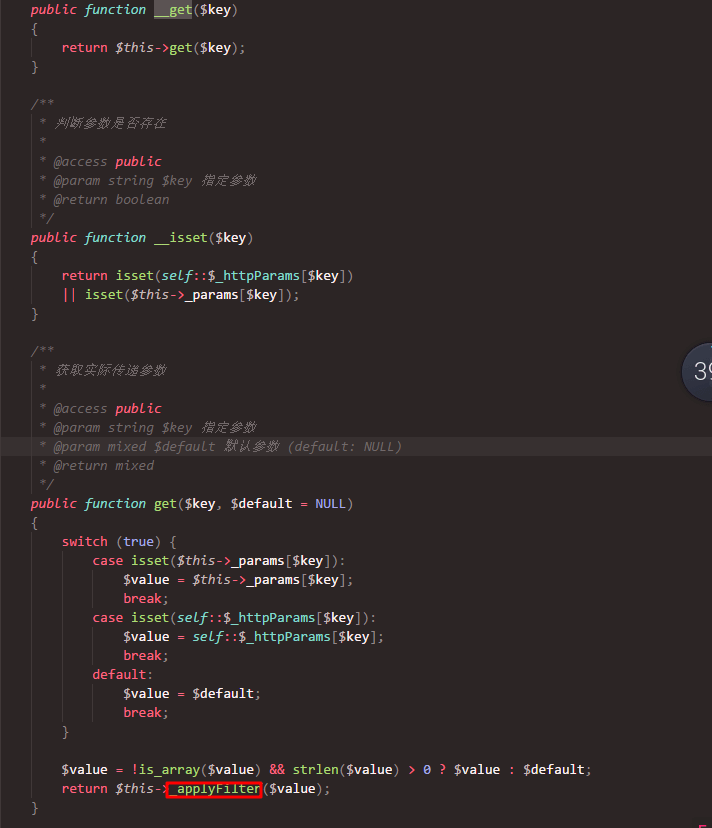 public function __get($key)
{
    return $this->get($key);
}

/**
 * 判断参数是否存在
 *
 * @access public
 * @param string $key 指定参数
 * @return boolean
 */
public function __isset($key)
{
    return isset(self::$_httpParams[$key])
    || isset($this->_params[$key]);
}

/**
 * 获取实际传递参数
 *
 * @access public
 * @param string $key 指定参数
 * @param mixed $default 默认参数 (default: NULL)
 * @return mixed
 */
public function get($key, $default = NULL)
{
    switch (true) {
        case isset($this->_params[$key]):
            $value = $this->_params[$key];
            break;
        case isset(self::$_httpParams[$key]):
            $value = self::$_httpParams[$key];
            break;
        default:
            $value = $default;
            break;
    }

    $value = !is_array($value) && strlen($value) > 0 ? $value : $default;
    return $this->_applyFilter($value);
}